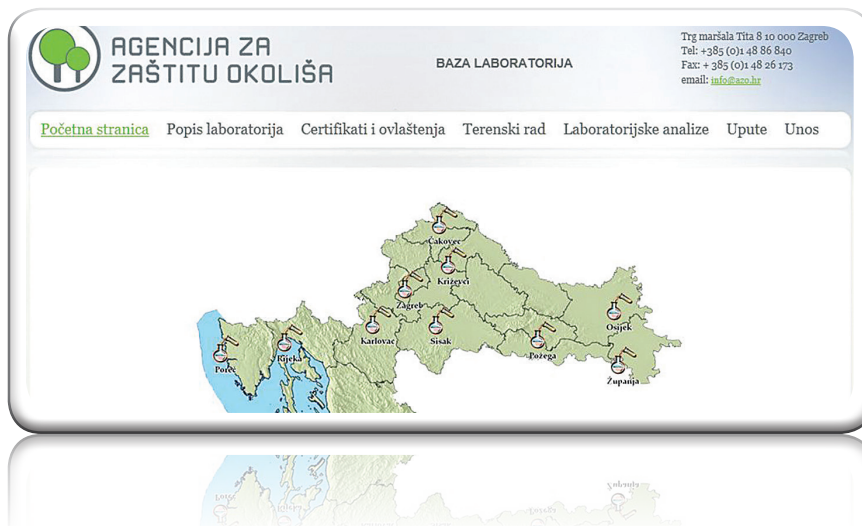 AGENCIJA ZA
ZAŠTITU OKOLIŠA
BAZA LABORATORIJA
Trg maršala Tita 8 10 000 Zagreb
Tel: +385 (0)1 48 86 840
Fax: + 385 (0)1 48 26 173
email: info@azo.hr
Početna stranica Popis laboratorija Certifikati i ovlaštenja Terenski rad Laboratorijske analize Upute Unos
Čakovec
Križevci
Zagreb
Karlovac
Sisak
Osijek
Požega
Rijeka
Poreč
Županja